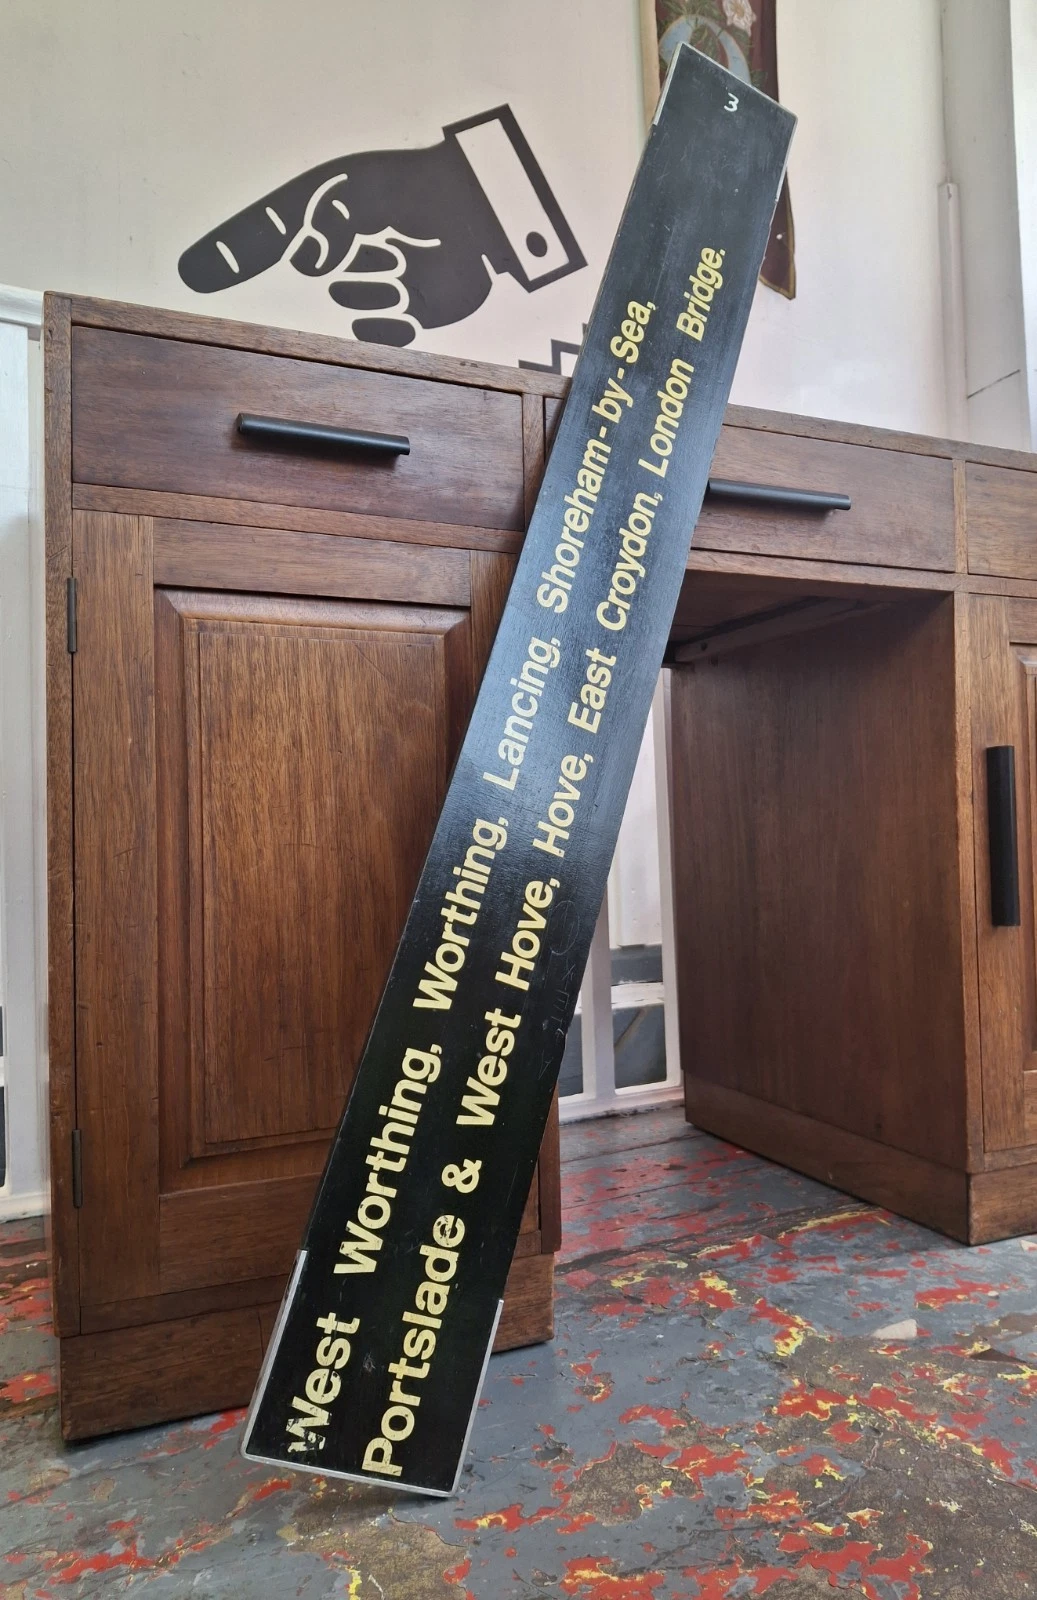 West Worthing, Worthing, Lancing, Shoreham-by-Sea,
Portslade & West Hove, Hove, East Croydon, London Bridge.
3